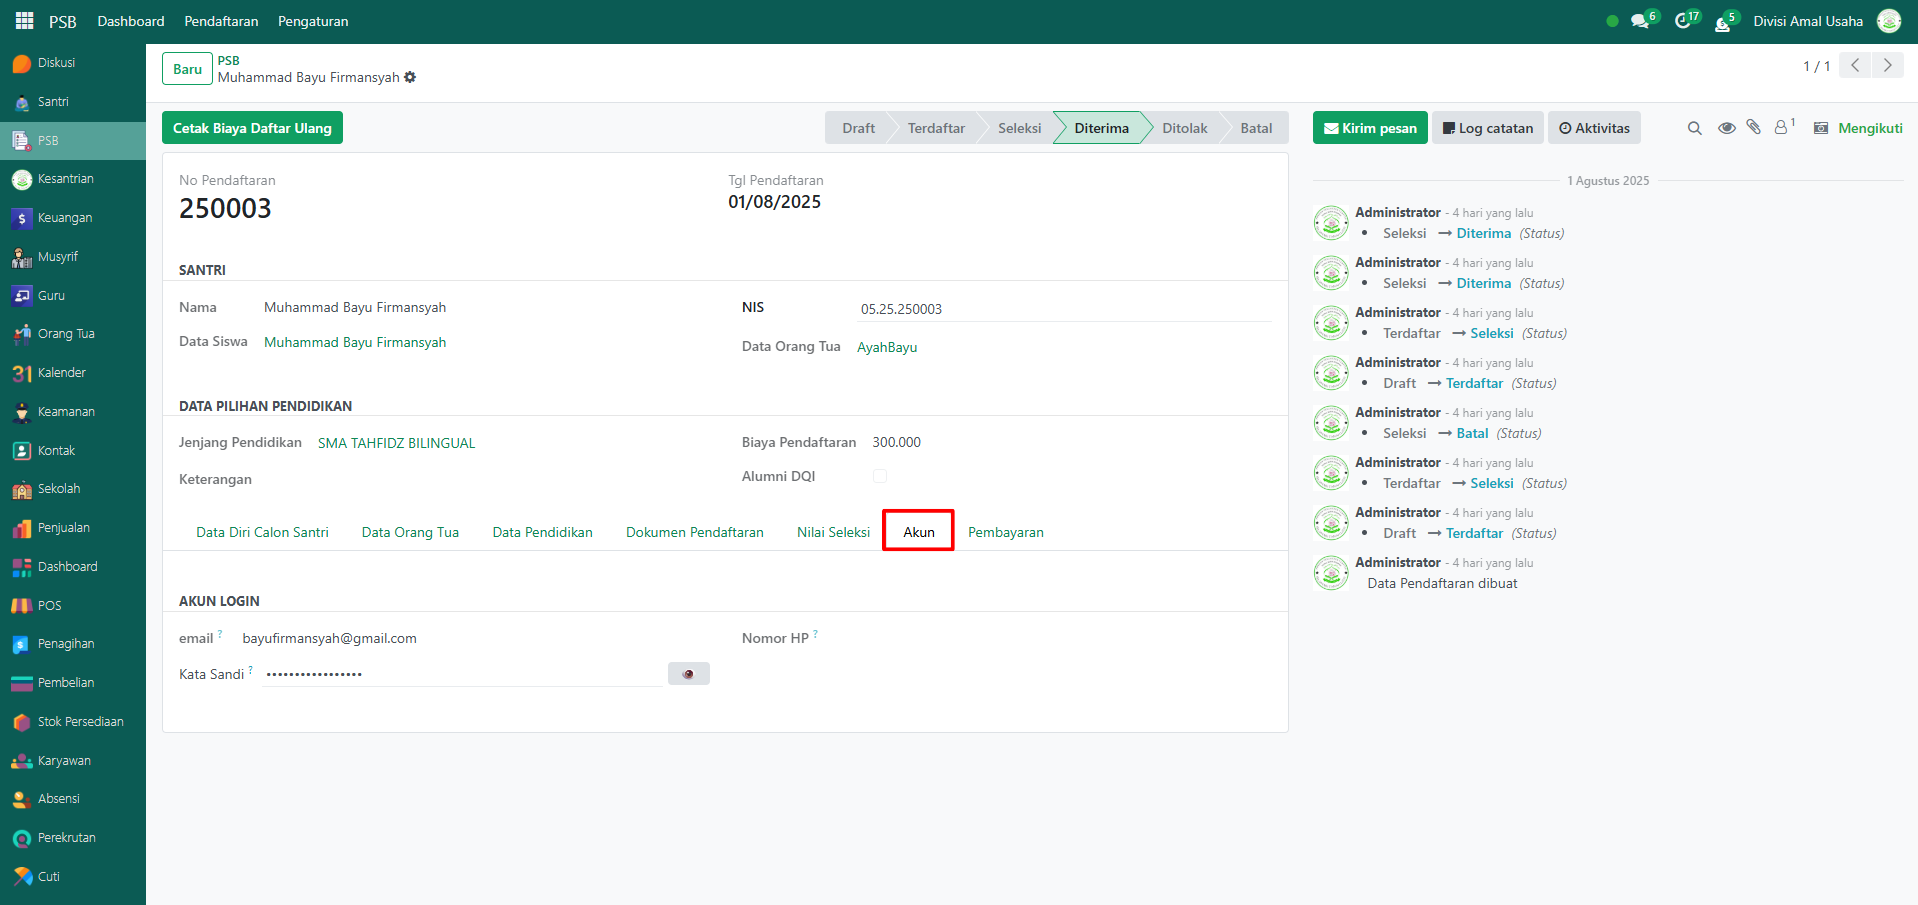 PSB Dashboard Pendaftaran Pengaturan 6 17 5 Divisi Amal Usaha
Diskusi
Santri
PSB
Kesantrian
Keuangan
Musyrif
Guru
Orang Tua
Kalender
Keamanan
Kontak
Sekolah
Penjualan
Dashboard
POS
Penagihan
Pembelian
Stok Persediaan
Karyawan
Absensi
Perekrutan
Cuti
Baru
PSB
Muhammad Bayu Firmansyah
1 / 1
Cetak Biaya Daftar Ulang
Draft Terdaftar Seleksi Diterima Ditolak Batal
No Pendaftaran
250003
Tgl Pendaftaran
01/08/2025
SANTRI
Nama Muhammad Bayu Firmansyah
NIS 05.25.250003
Data Siswa Muhammad Bayu Firmansyah
Data Orang Tua AyahBayu
DATA PILIHAN PENDIDIKAN
Jenjang Pendidikan SMA TAHFIDZ BILINGUAL
Biaya Pendaftaran 300.000
Keterangan
Alumni DQI
Data Diri Calon Santri Data Orang Tua Data Pendidikan Dokumen Pendaftaran Nilai Seleksi Akun Pembayaran
AKUN LOGIN
email ? bayufirmansyah@gmail.com
Nomor HP ?
Kata Sandi ? •••••••••••••••••
Kirim pesan Log catatan Aktivitas 1 Mengikuti
1 Agustus 2025
Administrator - 4 hari yang lalu
• Seleksi → Diterima (Status)
Administrator - 4 hari yang lalu
• Seleksi → Diterima (Status)
Administrator - 4 hari yang lalu
• Terdaftar → Seleksi (Status)
Administrator - 4 hari yang lalu
• Draft → Terdaftar (Status)
Administrator - 4 hari yang lalu
• Seleksi → Batal (Status)
Administrator - 4 hari yang lalu
• Terdaftar → Seleksi (Status)
Administrator - 4 hari yang lalu
• Draft → Terdaftar (Status)
Administrator - 4 hari yang lalu
Data Pendaftaran dibuat